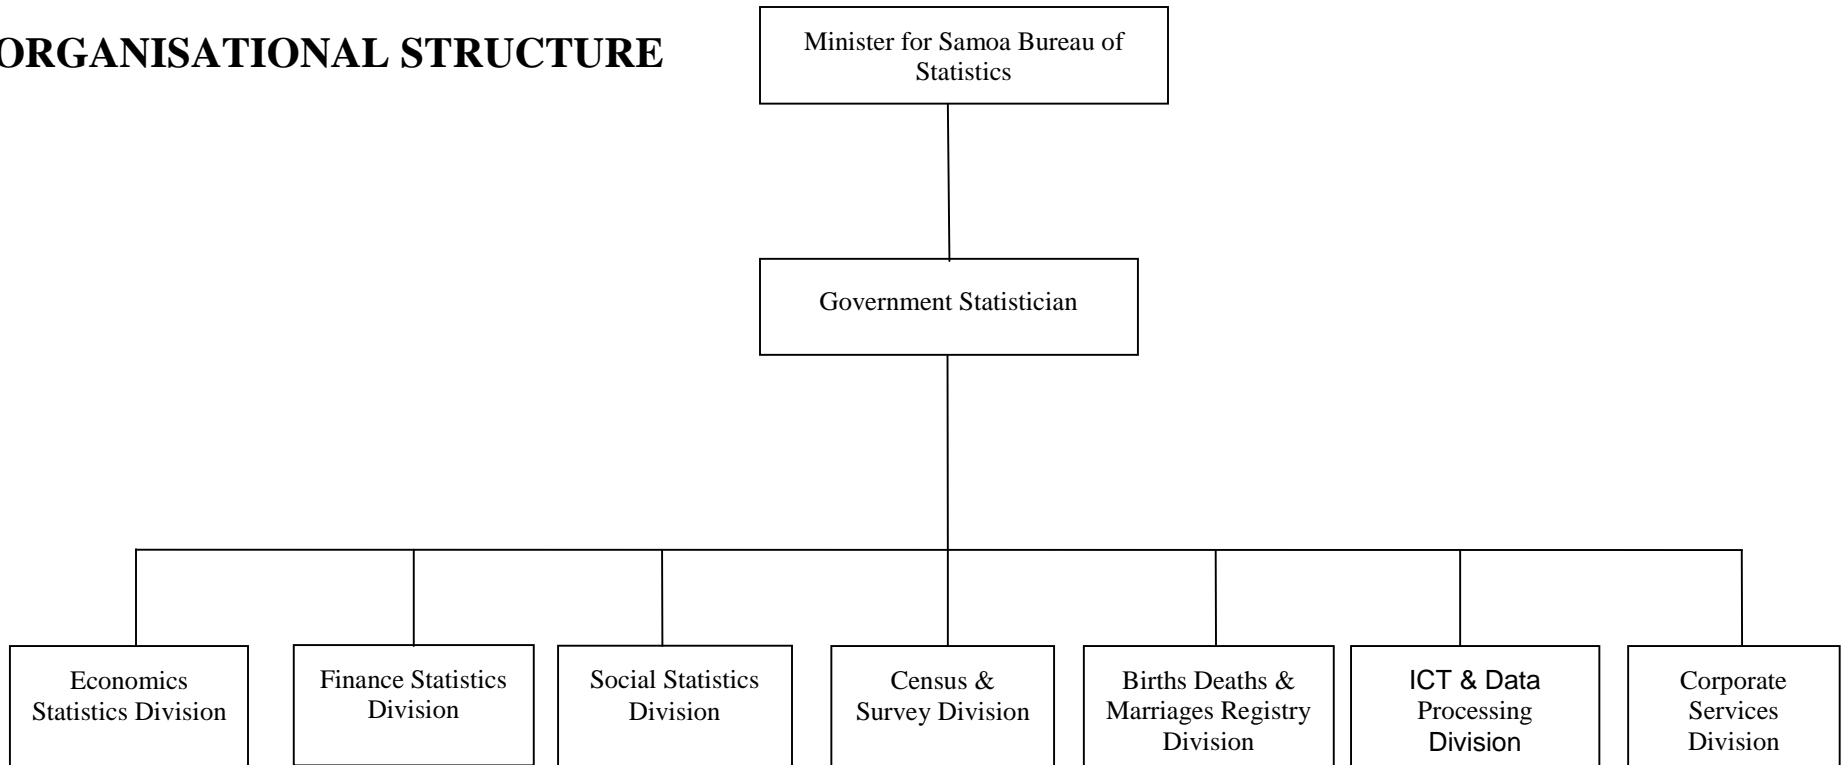 ORGANISATIONAL STRUCTURE
Minister for Samoa Bureau of
Statistics
Government Statistician
Economics
Statistics Division
Finance Statistics
Division
Social Statistics
Division
Census &
Survey Division
Births Deaths &
Marriages Registry
Division
ICT & Data
Processing
Division
Corporate
Services
Division